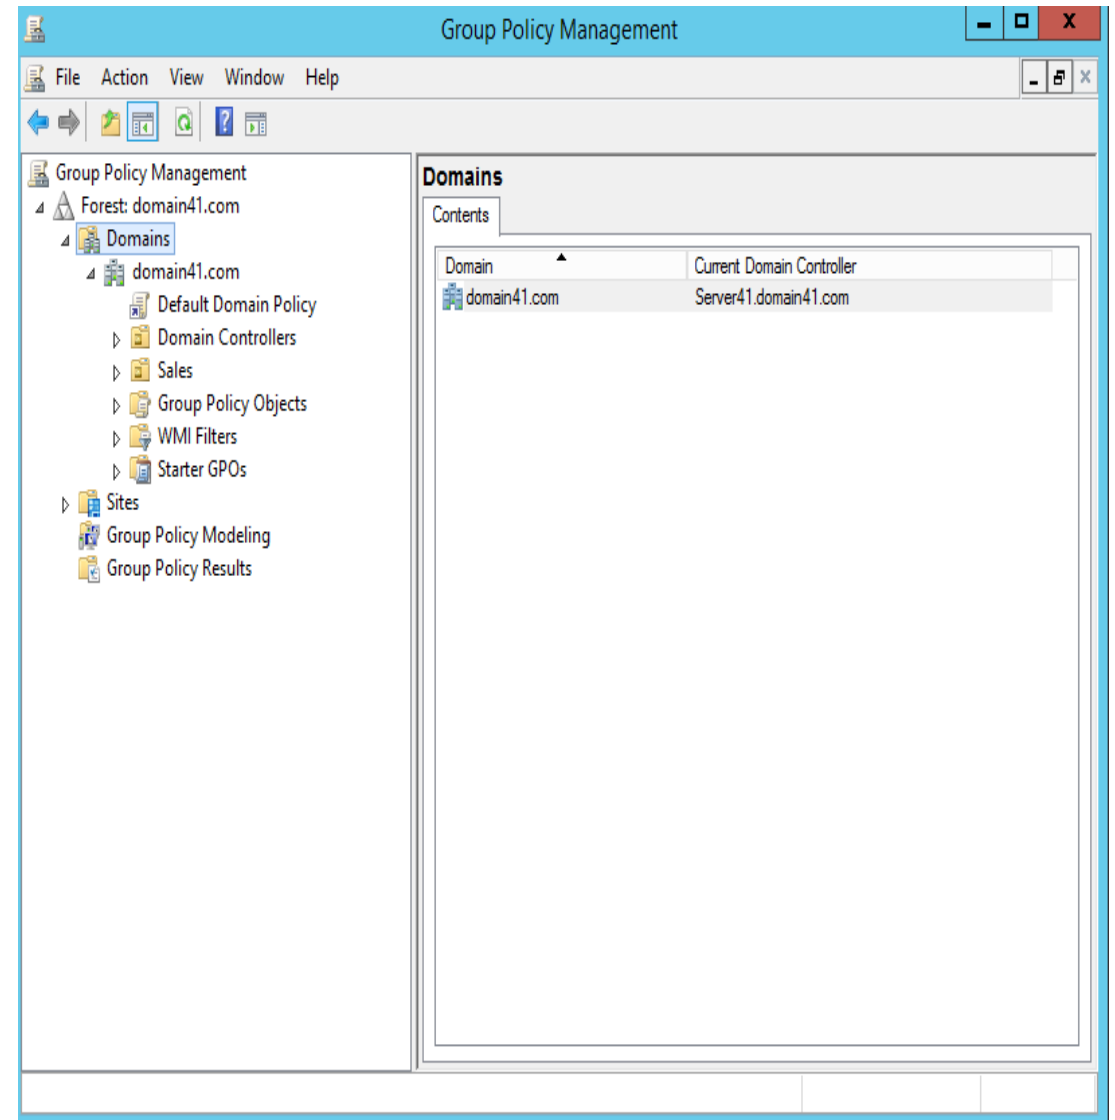 Group Policy Management
File Action View Window Help
Group Policy Management
Forest: domain41.com
Domains
domain41.com
Default Domain Policy
Domain Controllers
Sales
Group Policy Objects
WMI Filters
Starter GPOs
Sites
Group Policy Modeling
Group Policy Results
Domains
Contents
Domain Current Domain Controller
domain41.com Server41.domain41.com